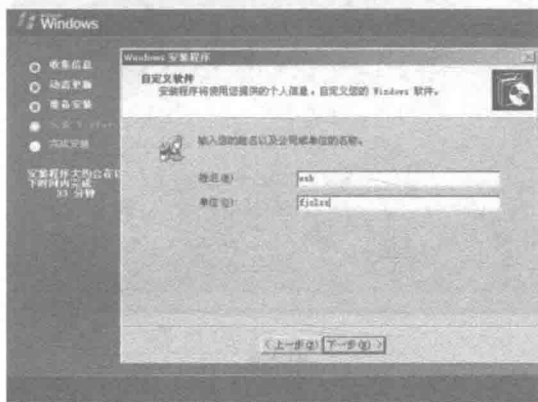 Windows
收集信息
动态更新
准备安装
安装 Windows
完成安装
安装程序大约会在以
下时间内完成
33 分钟
Windows 安装程序
自定义软件
安装程序将使用您提供的个人信息，自定义您的 Windows 软件。
输入您的姓名以及公司或单位的名称。
姓名(M)
单位(O)
< 上一步(B)
下一步(N) >